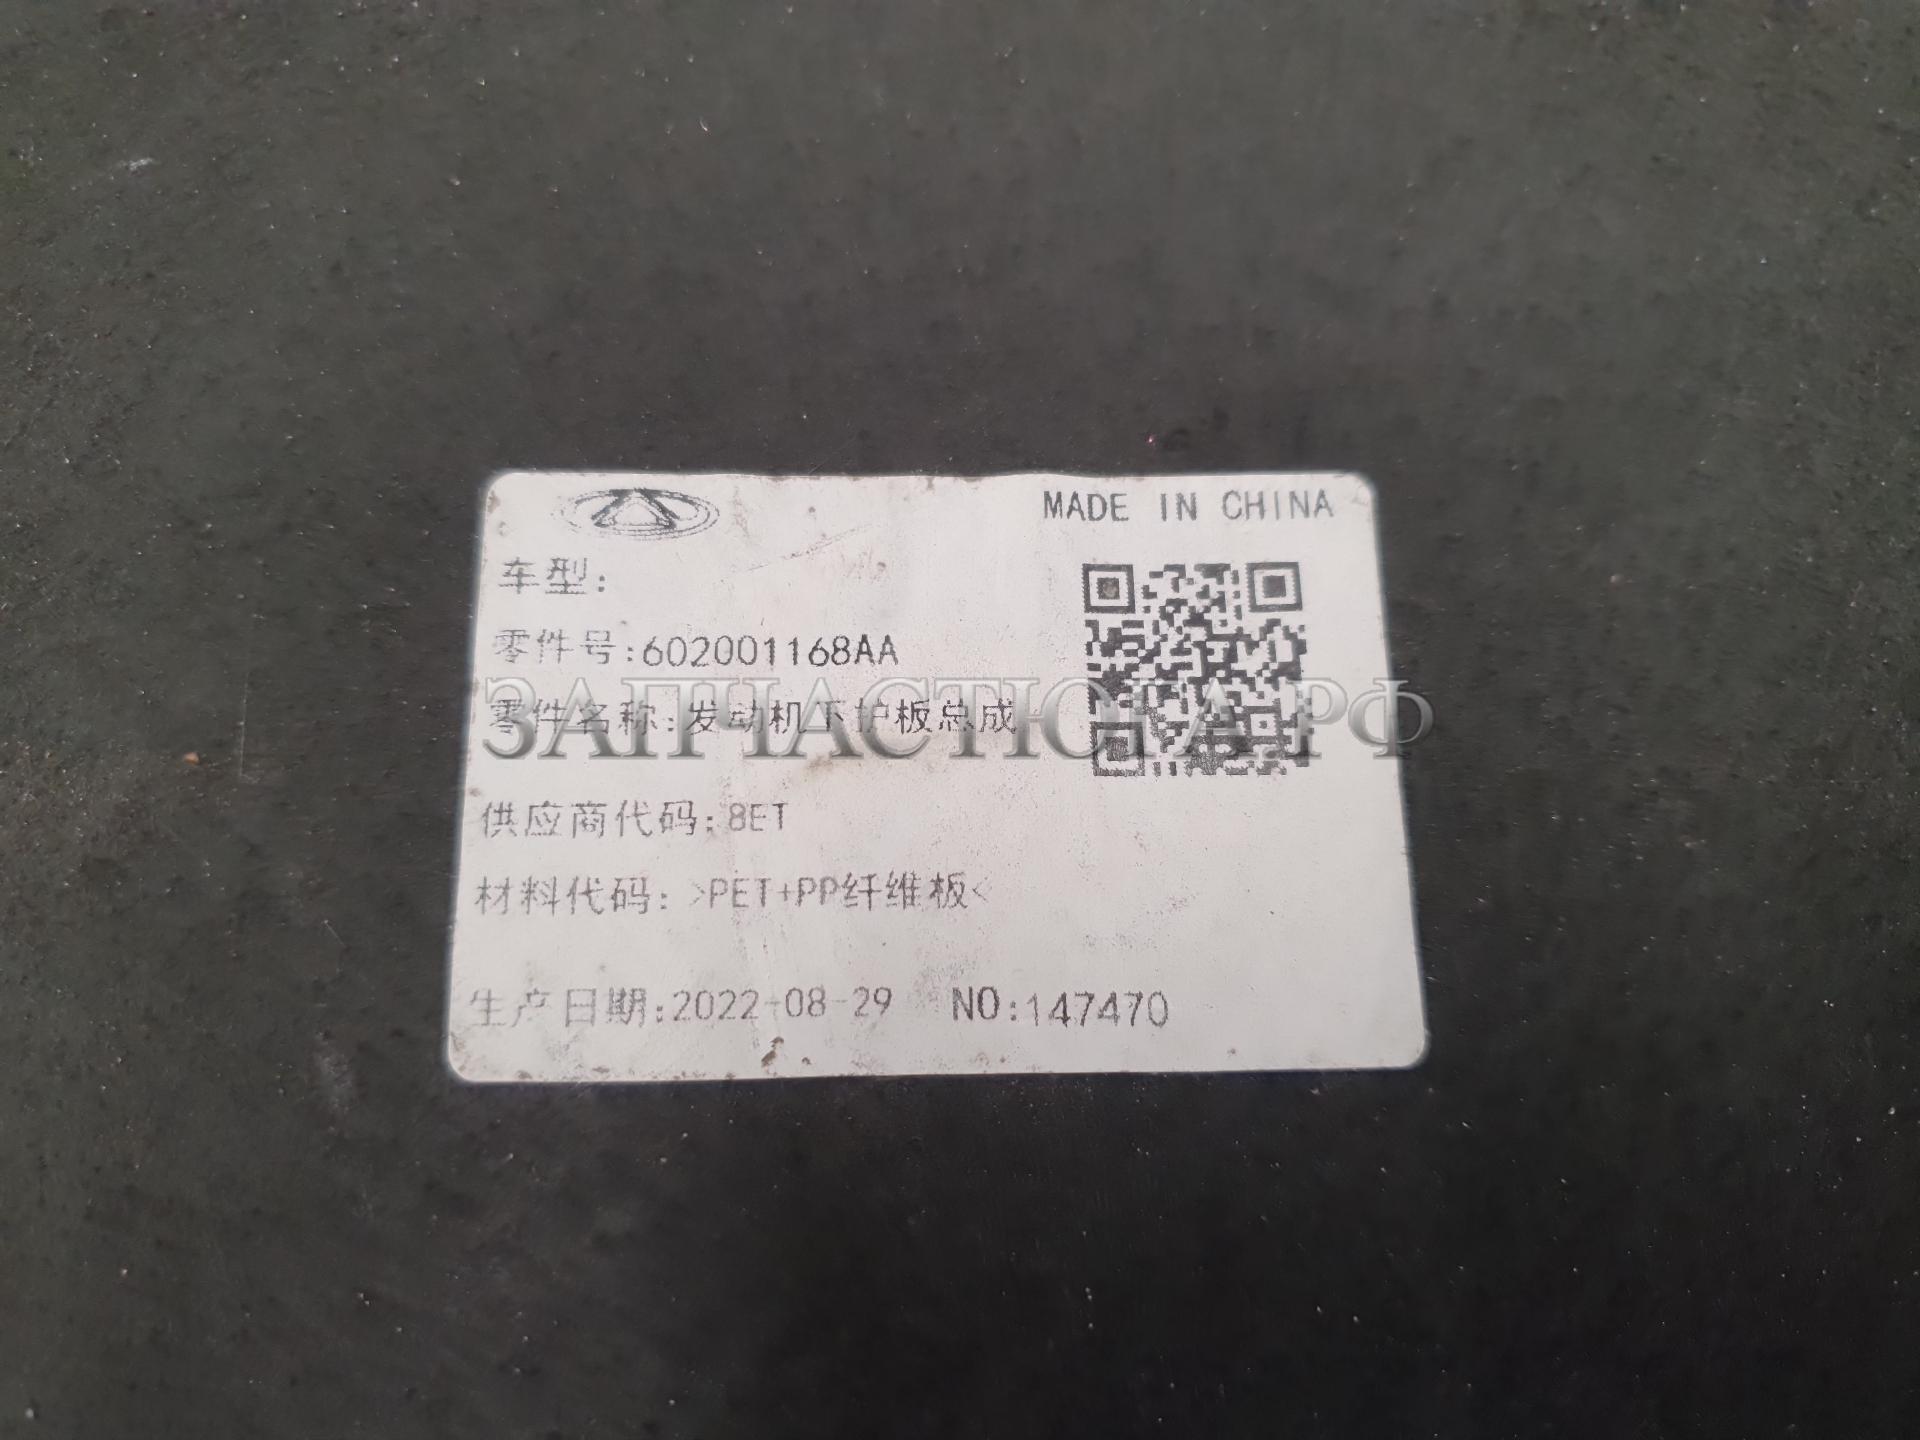 MADE IN CHINA
车型:
零件号:602001168AA
零件名称:发动机下护板总成
ЗАПЧАСТЮГА.РФ
供应商代码:8ET
材料代码: >PET+PP纤维板<
生产日期:2022-08-29 NO:147470